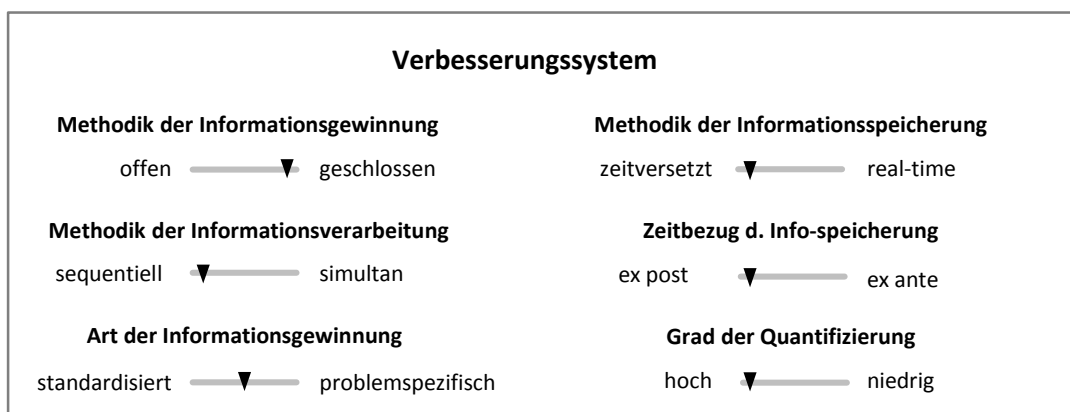 Verbesserungssystem
Methodik der Informationsgewinnung
offen geschlossen
Methodik der Informationsspeicherung
zeitversetzt real-time
Methodik der Informationsverarbeitung
sequentiell simultan
Zeitbezug d. Info-speicherung
ex post ex ante
Art der Informationsgewinnung
standardisiert problemspezifisch
Grad der Quantifizierung
hoch niedrig